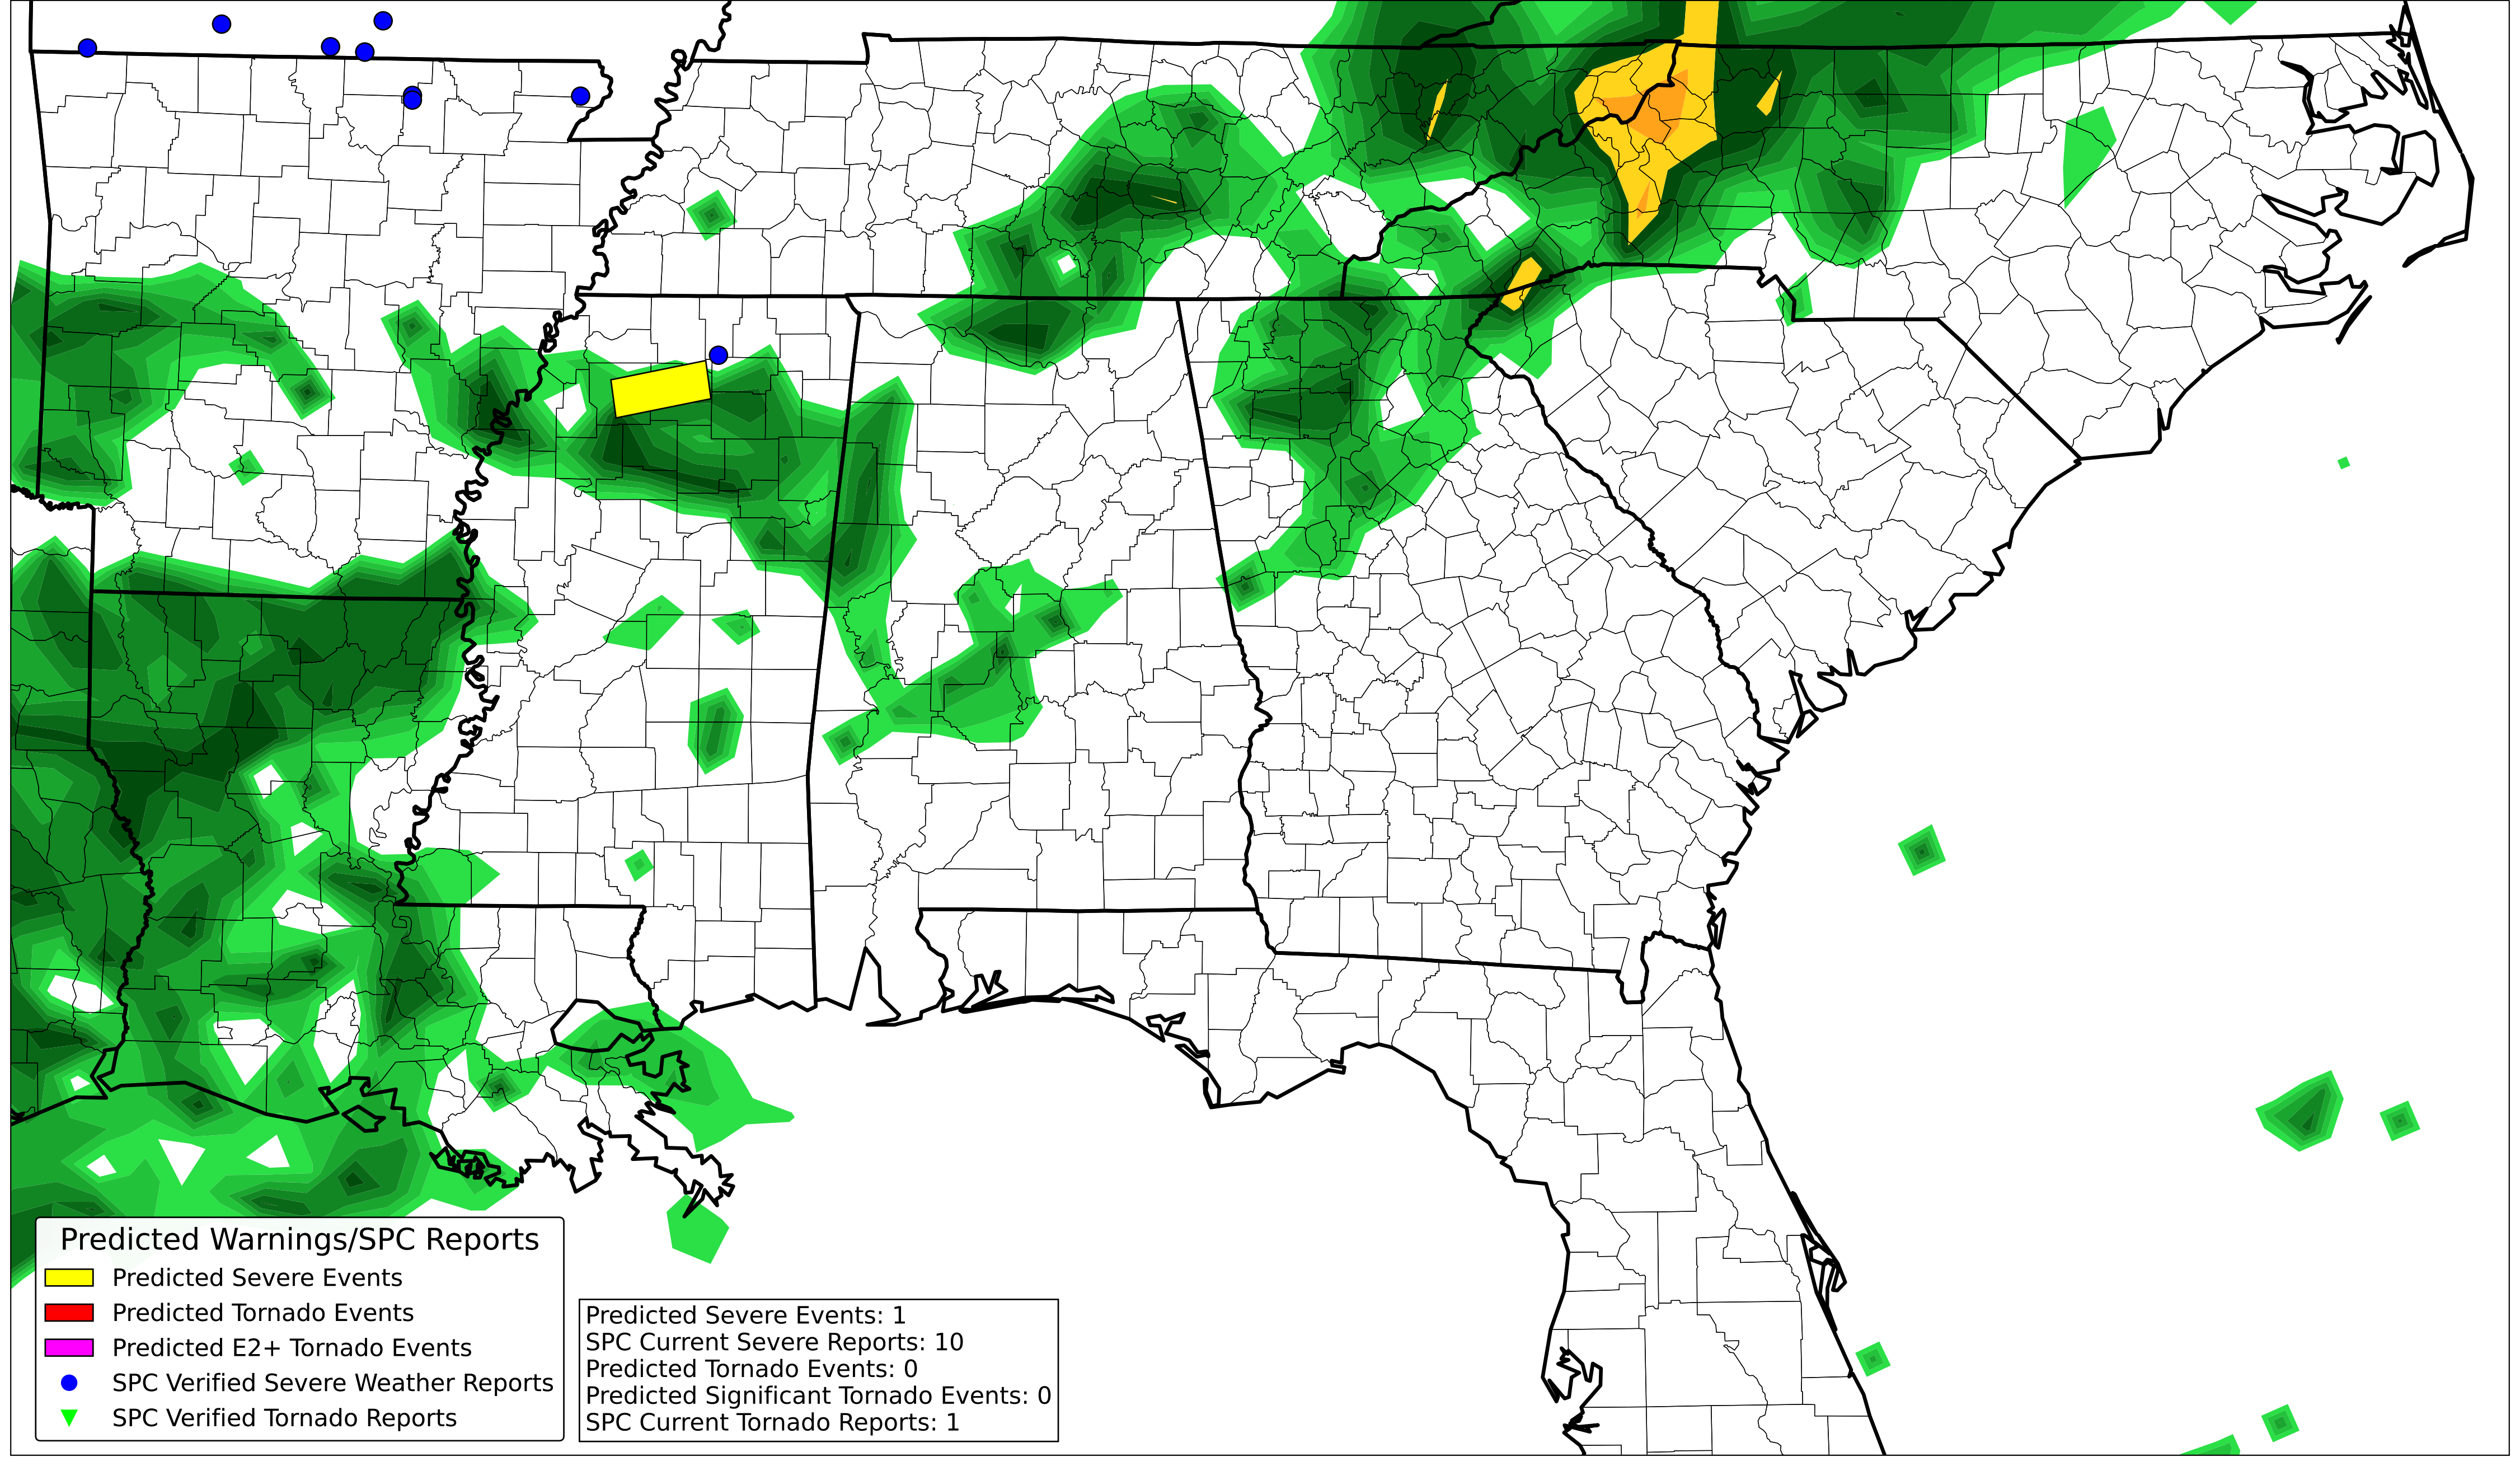 Predicted Warnings/SPC Reports
Predicted Severe Events
Predicted Tornado Events
Predicted E2+ Tornado Events
SPC Verified Severe Weather Reports
SPC Verified Tornado Reports
Predicted Severe Events: 1
SPC Current Severe Reports: 10
Predicted Tornado Events: 0
Predicted Significant Tornado Events: 0
SPC Current Tornado Reports: 1